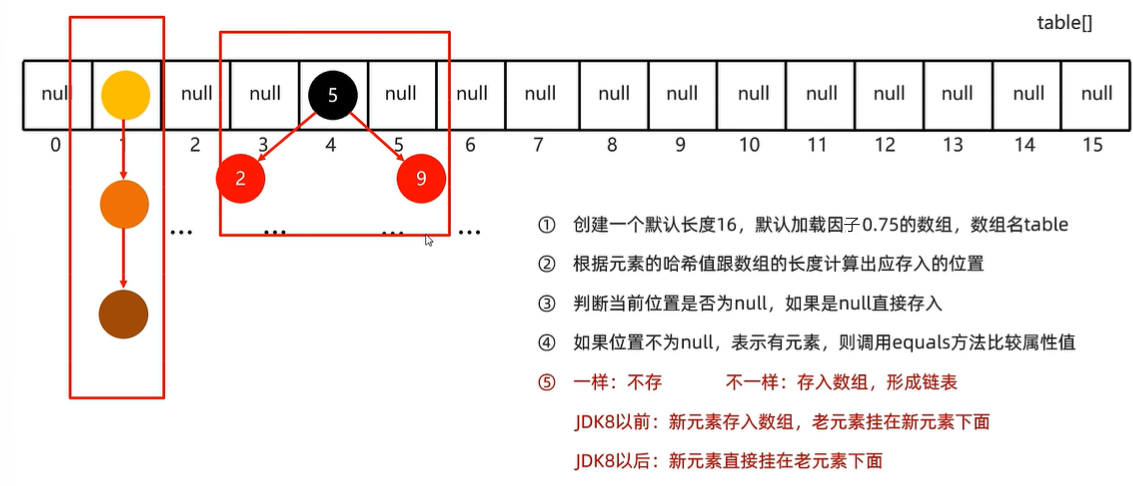 table[]
null null null 5 null null null null null null null null null null null
0 1 2 3 4 5 6 7 8 9 10 11 12 13 14 15
2 9
... ... ... ...
① 创建一个默认长度16，默认加载因子0.75的数组，数组名table
② 根据元素的哈希值跟数组的长度计算出应存入的位置
③ 判断当前位置是否为null，如果是null直接存入
④ 如果位置不为null，表示有元素，则调用equals方法比较属性值
⑤ 一样：不存 不一样：存入数组，形成链表
JDK8以前：新元素存入数组，老元素挂在新元素下面
JDK8以后：新元素直接挂在老元素下面